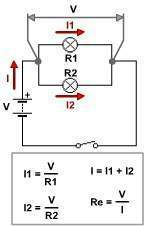 V
I1
R1
R2
I
I2
+
V
I1 = V / R1
I = I1 + I2
I2 = V / R2
Re = V / I